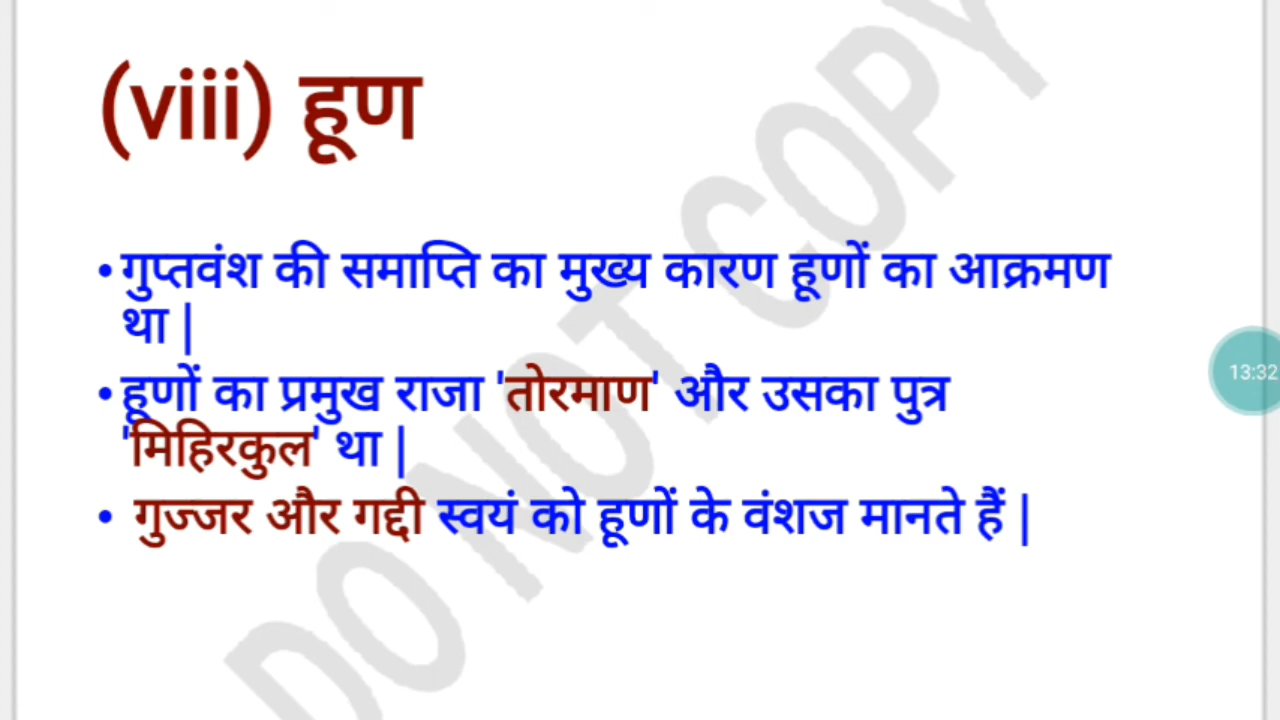 (viii) हूण
• गुप्तवंश की समाप्ति का मुख्य कारण हूणों का आक्रमण
था |
• हूणों का प्रमुख राजा 'तोरमाण' और उसका पुत्र
'मिहिरकुल' था |
• गुज्जर और गद्दी स्वयं को हूणों के वंशज मानते हैं |
13:32
DO NOT COPY